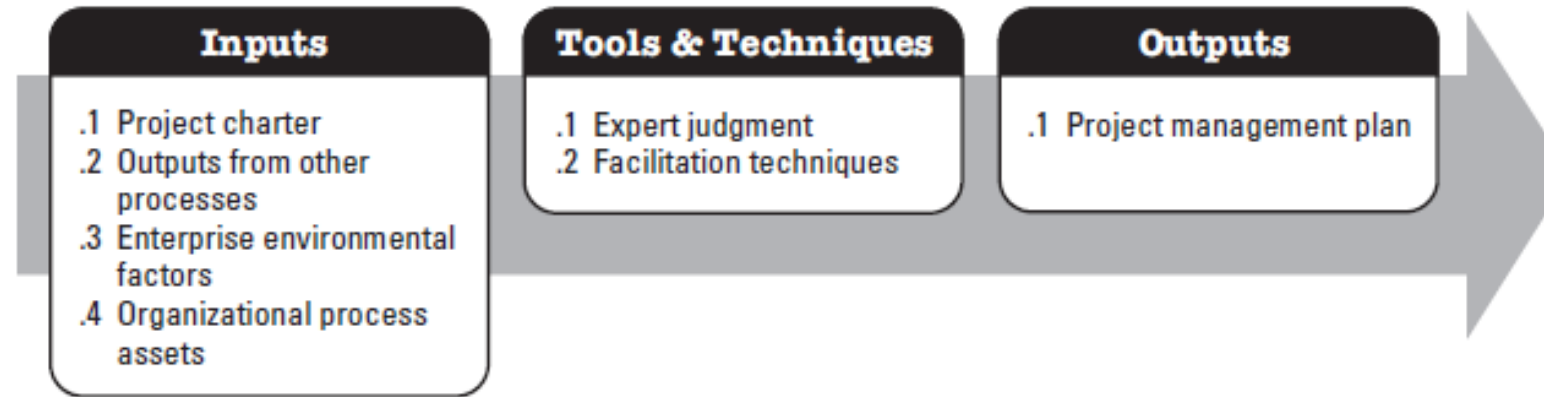 Inputs
.1 Project charter
.2 Outputs from other
processes
.3 Enterprise environmental
factors
.4 Organizational process
assets
Tools & Techniques
.1 Expert judgment
.2 Facilitation techniques
Outputs
.1 Project management plan